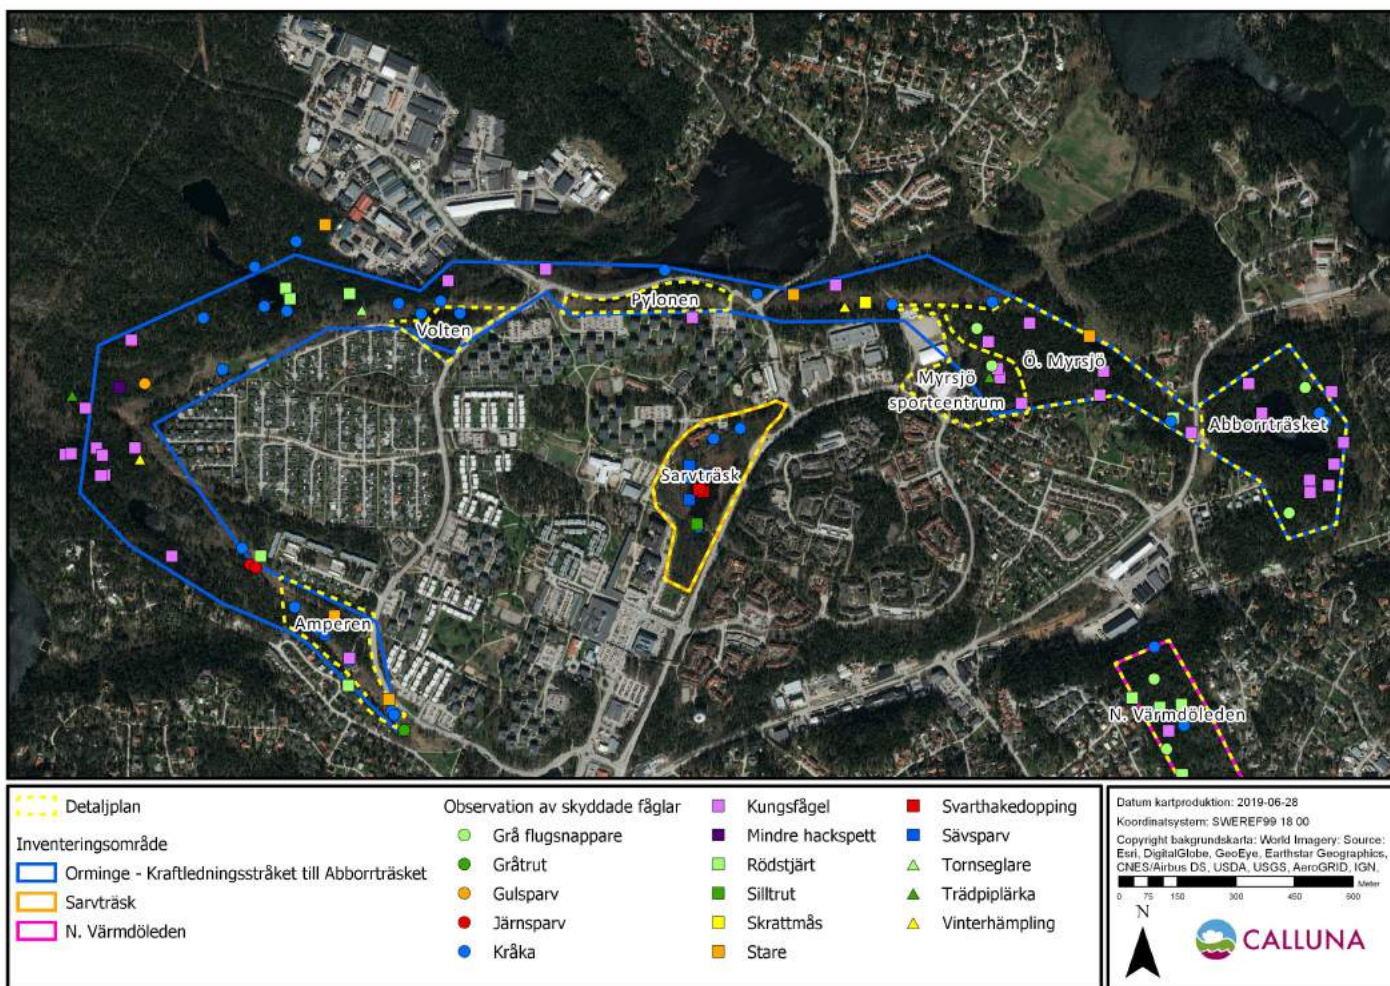 Volten
Pylonen
Ö. Myrsjö
Myrsjö
sportcentrum
Abborrträsket
Sarvträsk
Amperen
N. Värmdöleden
Detaljplan
Inventeringsområde
Orminge - Kraftledningsstråket till Abborrträsket
Sarvträsk
N. Värmdöleden
Observation av skyddade fåglar
Grå flugsnappare
Gråtrut
Gulsparv
Järnsparv
Kråka
Kungsfågel
Mindre hackspett
Rödstjärt
Silltrut
Skrattmås
Stare
Svarthakedopping
Sävsparv
Tornseglare
Trädpiplärka
Vinterhämpling
Datum kartproduktion: 2019-06-28
Koordinatsystem: SWEREF99 18 00
Copyright bakgrundskarta: World Imagery: Source:
Esri, DigitalGlobe, GeoEye, Earthstar Geographics,
CNES/Airbus DS, USDA, USGS, AeroGRID, IGN,
Meter
0 75 150 300 450 600
N
CALLUNA